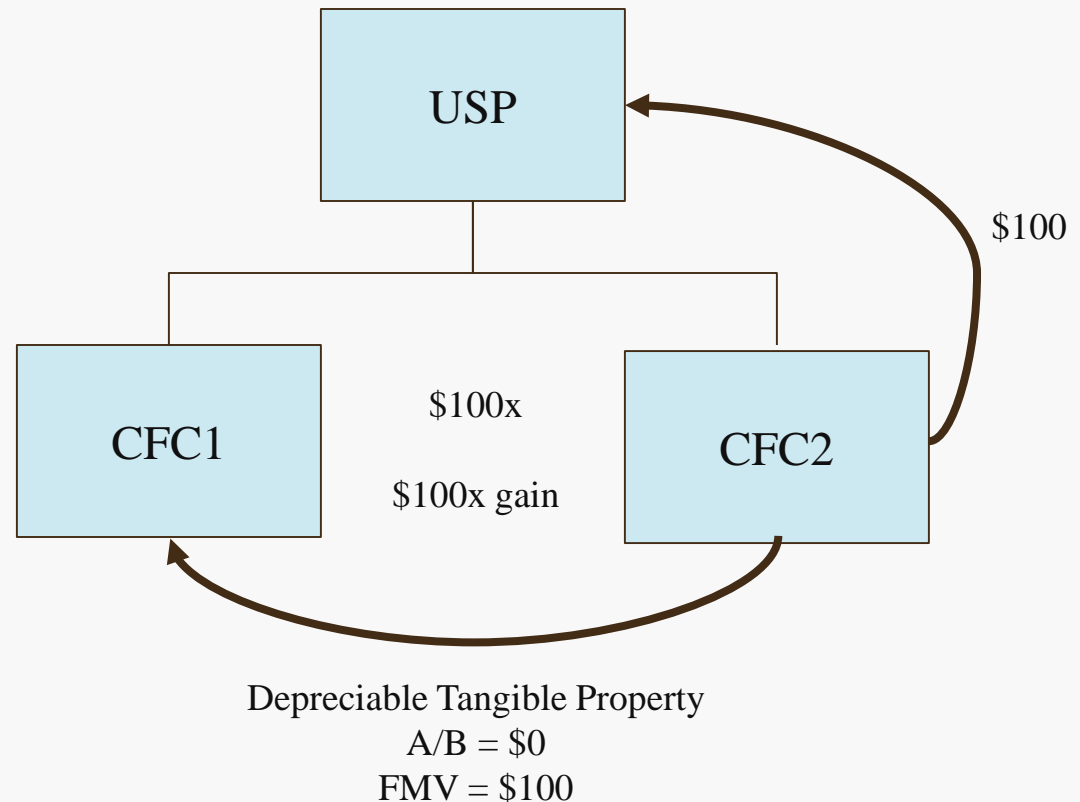 USP
$100
$100x
CFC1
CFC2
$100x gain
Depreciable Tangible Property
A/B = $0
FMV = $100